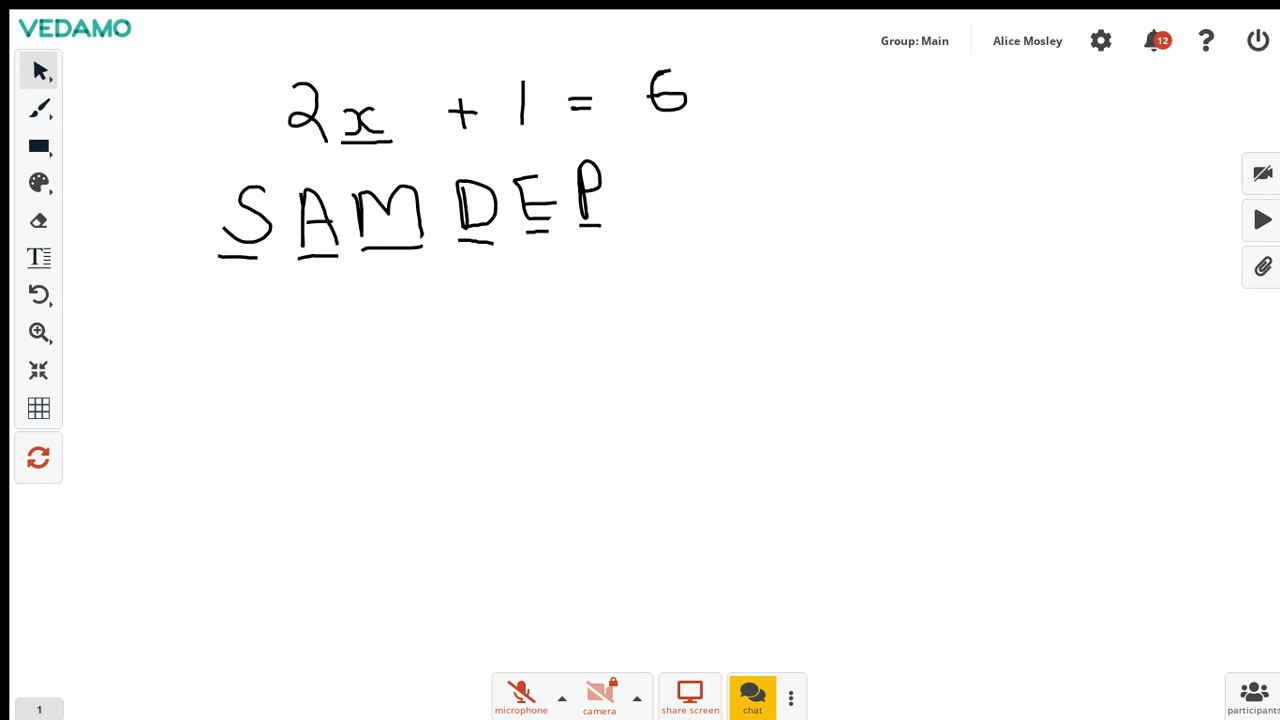 VEDAMO
Group: Main
Alice Mosley
12
2x + 1 = 6
SAMDEP
1
microphone
camera
share screen
chat
participants